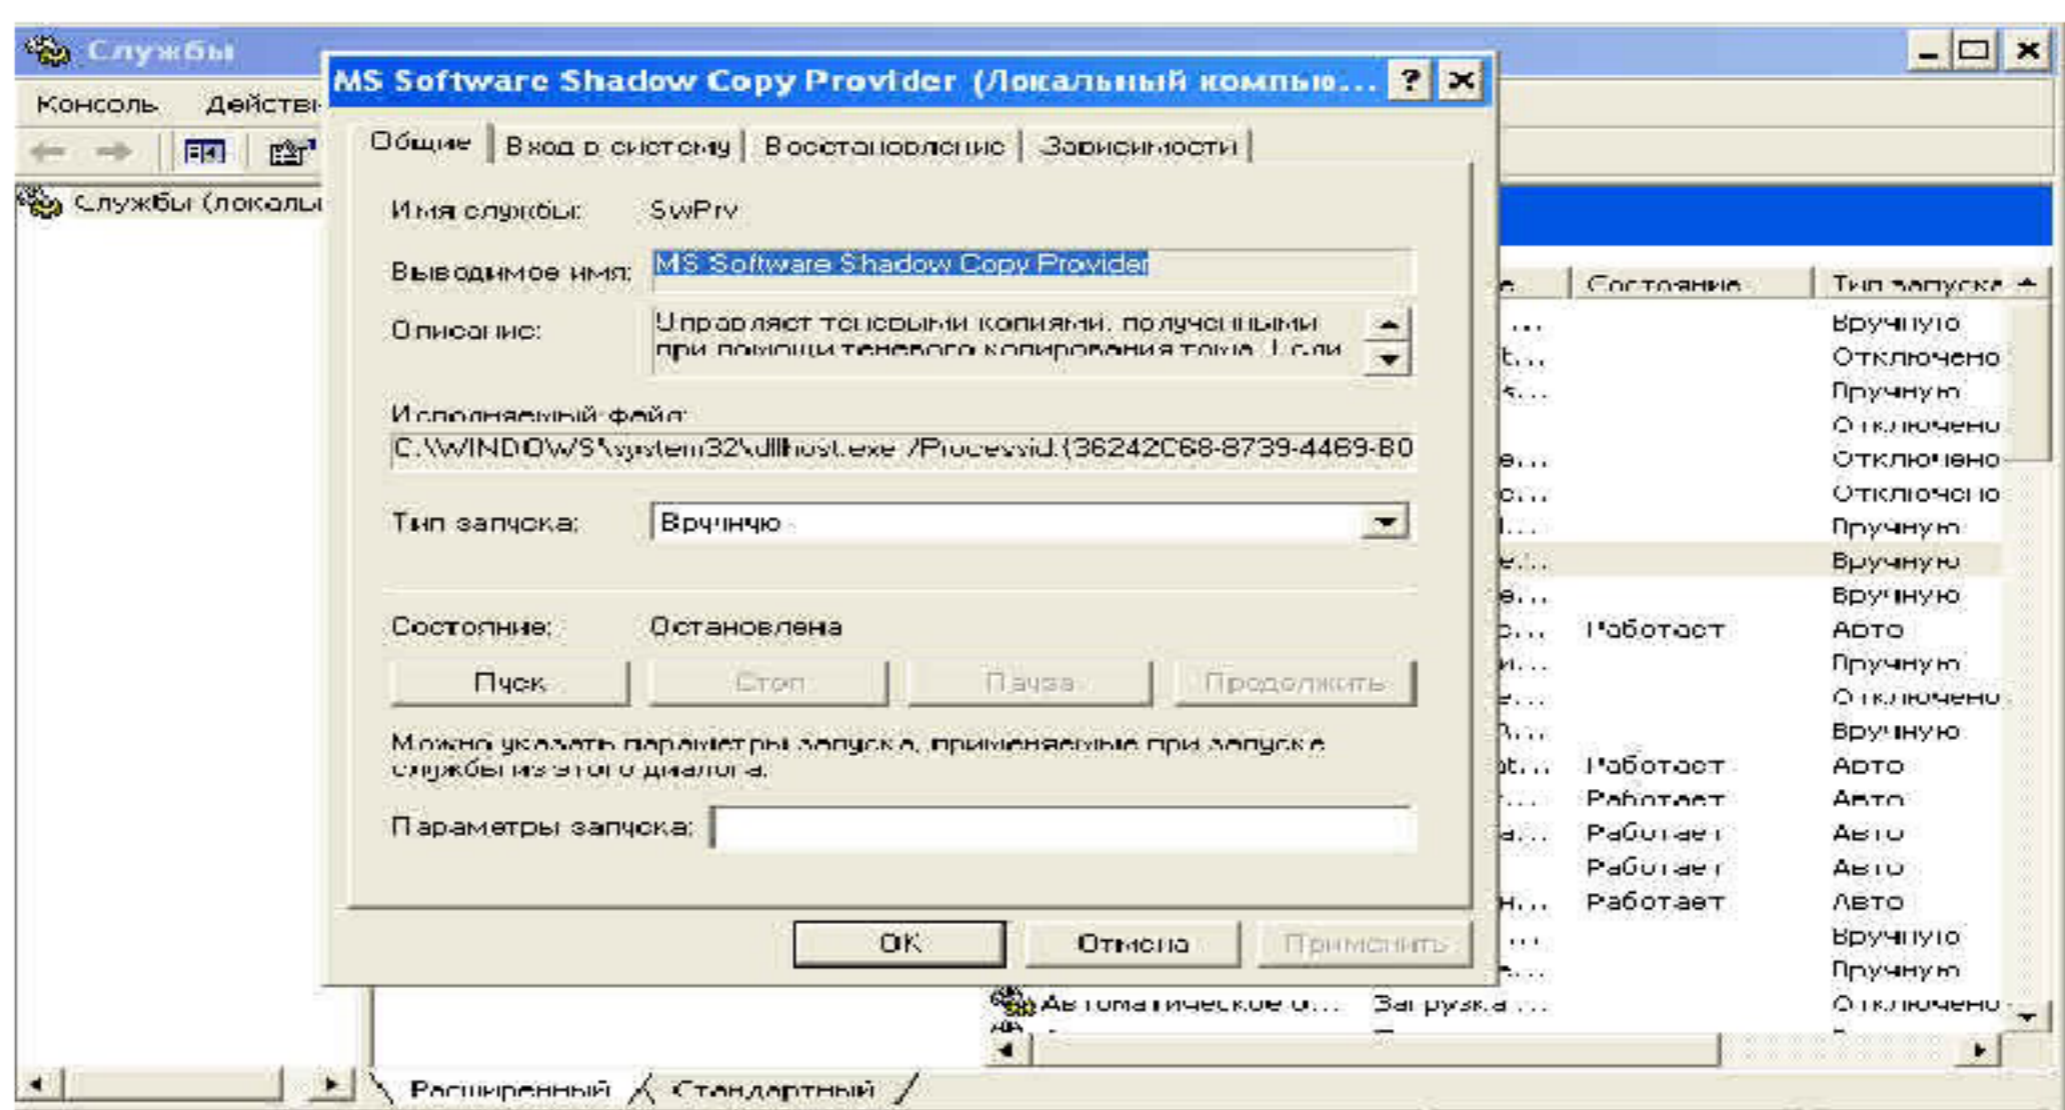 Службы
MS Software Shadow Copy Provider (Локальный компью...
Консоль Действи
Общие Вход в систему Восстановление Зависимости
Службы (локаль
Имя службы: SwPrv
Выводимое имя: MS Software Shadow Copy Provider
Описание: Управляет теневыми копиями, полученными
при помощи теневого копирования тома. Если
Исполняемый файл:
C:\WINDOWS\system32\dllhost.exe /Processid:{36242C68-8739-4469-B0
Тип запуска: Вручную
Состояние: Остановлена
Пуск Стоп Пауза Продолжить
Можно указать параметры запуска, применяемые при запуске
службы из этого диалога.
Параметры запуска:
OK Отмена Применить
Состояние Тип запуска
Вручную
Отключено
Вручную
Отключено
Отключено
Отключено
Вручную
Вручную
Вручную
Работает Авто
Вручную
Отключено
Вручную
Работает Авто
Работает Авто
Работает Авто
Работает Авто
Работает Авто
Вручную
Вручную
Автоматическое о... Загрузка ... Отключено
Расширенный Стандартный